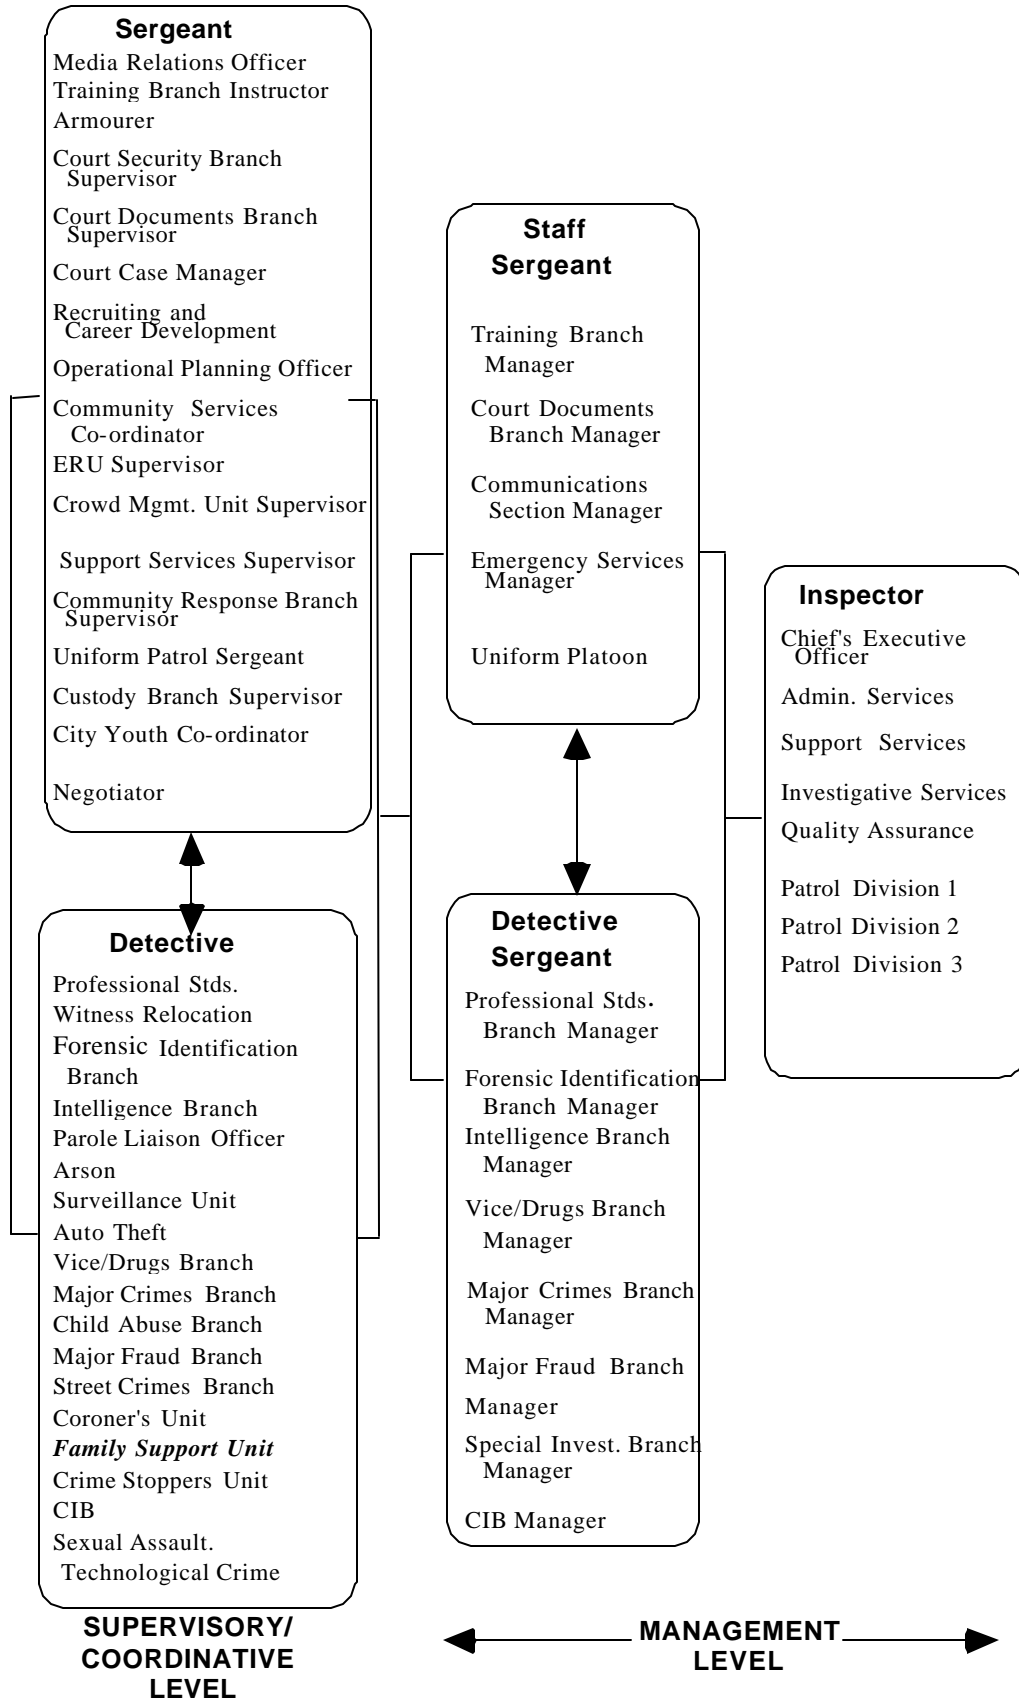 Sergeant
Media Relations Officer
Training Branch Instructor
Armourer
Court Security Branch
Supervisor
Court Documents Branch
Supervisor
Court Case Manager
Recruiting and
Career Development
Operational Planning Officer
Community Services
Co-ordinator
ERU Supervisor
Crowd Mgmt. Unit Supervisor
Support Services Supervisor
Community Response Branch
Supervisor
Uniform Patrol Sergeant
Custody Branch Supervisor
City Youth Co-ordinator
Negotiator
Detective
Professional Stds.
Witness Relocation
Forensic Identification
Branch
Intelligence Branch
Parole Liaison Officer
Arson
Surveillance Unit
Auto Theft
Vice/Drugs Branch
Major Crimes Branch
Child Abuse Branch
Major Fraud Branch
Street Crimes Branch
Coroner's Unit
Family Support Unit
Crime Stoppers Unit
CIB
Sexual Assault.
Technological Crime
SUPERVISORY/
COORDINATIVE
LEVEL
Staff
Sergeant
Training Branch
Manager
Court Documents
Branch Manager
Communications
Section Manager
Emergency Services
Manager
Uniform Platoon
Detective
Sergeant
Professional Stds.
Branch Manager
Forensic Identification
Branch Manager
Intelligence Branch
Manager
Vice/Drugs Branch
Manager
Major Crimes Branch
Manager
Major Fraud Branch
Manager
Special Invest. Branch
Manager
CIB Manager
Inspector
Chief's Executive
Officer
Admin. Services
Support Services
Investigative Services
Quality Assurance
Patrol Division 1
Patrol Division 2
Patrol Division 3
MANAGEMENT
LEVEL